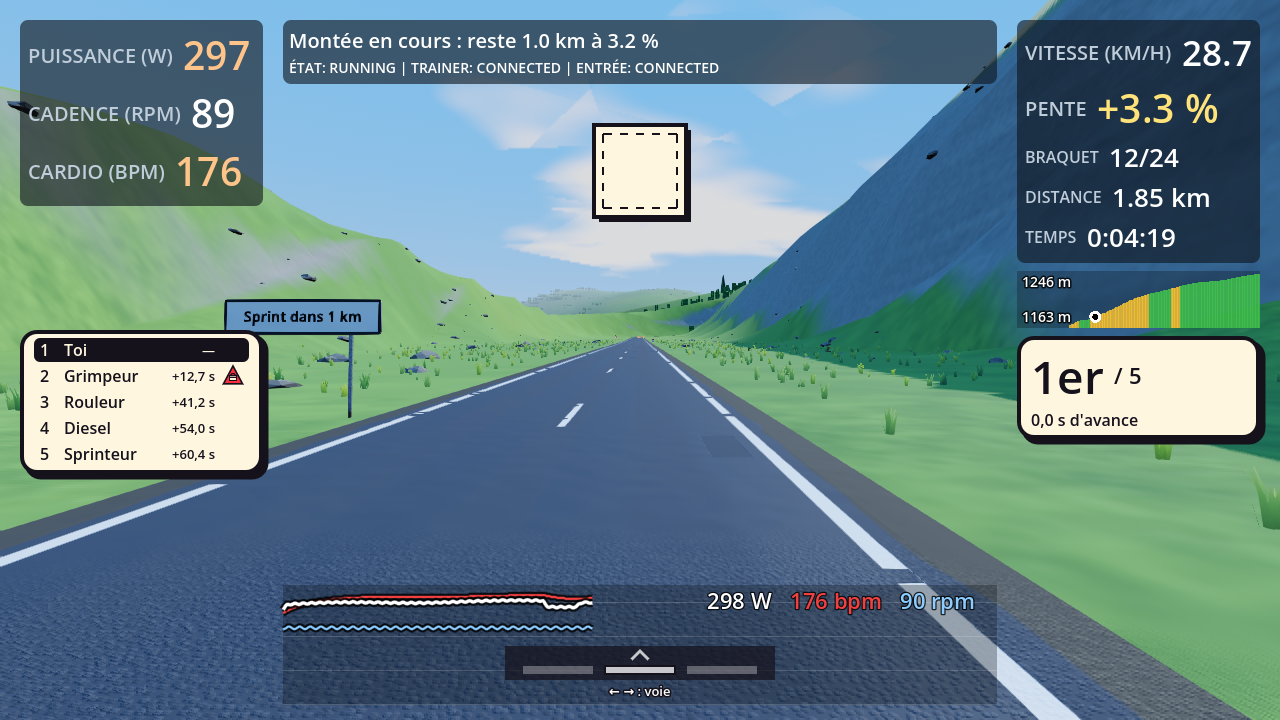 PUISSANCE (W) 297
CADENCE (RPM) 89
CARDIO (BPM) 176
Montée en cours : reste 1.0 km à 3.2 %
ÉTAT: RUNNING | TRAINER: CONNECTED | ENTRÉE: CONNECTED
VITESSE (KM/H) 28.7
PENTE +3.3 %
BRAQUET 12/24
DISTANCE 1.85 km
TEMPS 0:04:19
1246 m
1163 m
Sprint dans 1 km
1 Toi —
2 Grimpeur +12,7 s
3 Rouleur +41,2 s
4 Diesel +54,0 s
5 Sprinteur +60,4 s
1er / 5
0,0 s d'avance
298 W 176 bpm 90 rpm
←→ : voie